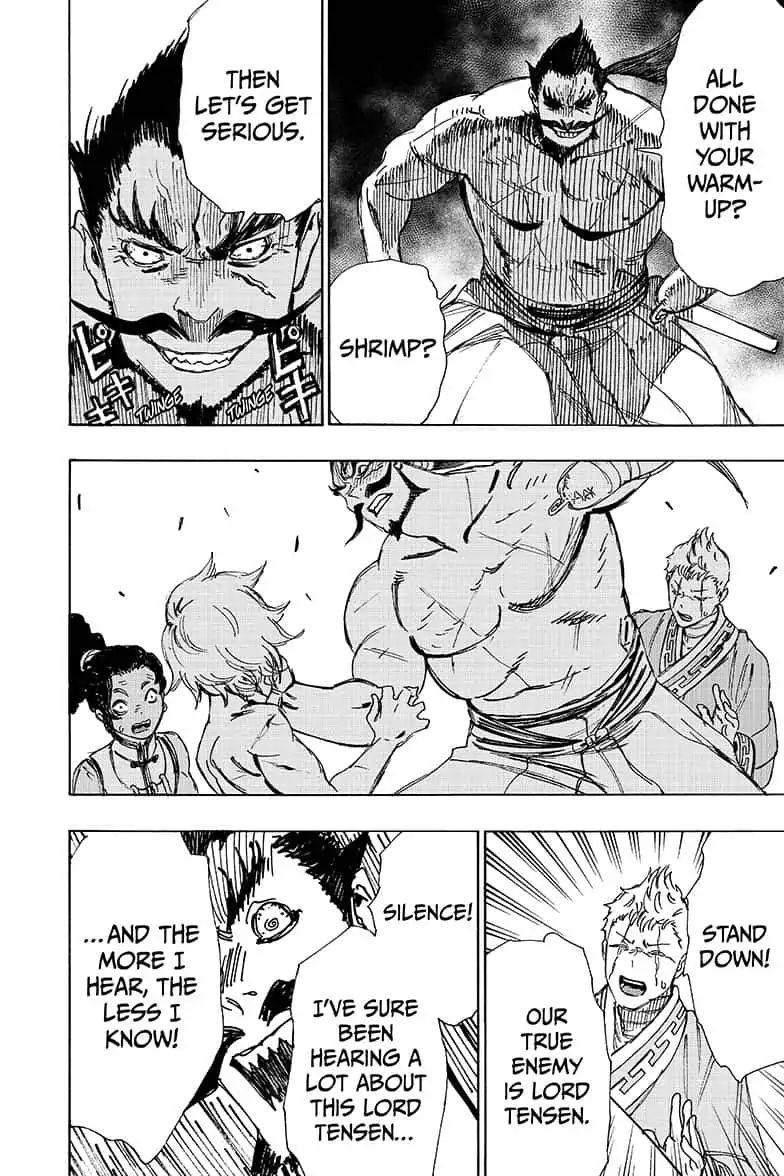 ALL
DONE
WITH
YOUR
WARM-
UP?
SHRIMP?
THEN
LET'S GET
SERIOUS.
ピキ
TWINGE
ピキ
TWINGE
STAND
DOWN!
OUR
TRUE
ENEMY
IS LORD
TENSEN.
SILENCE!
I'VE SURE
BEEN
HEARING A
LOT ABOUT
THIS LORD
TENSEN...
...AND THE
MORE I
HEAR, THE
LESS I
KNOW!